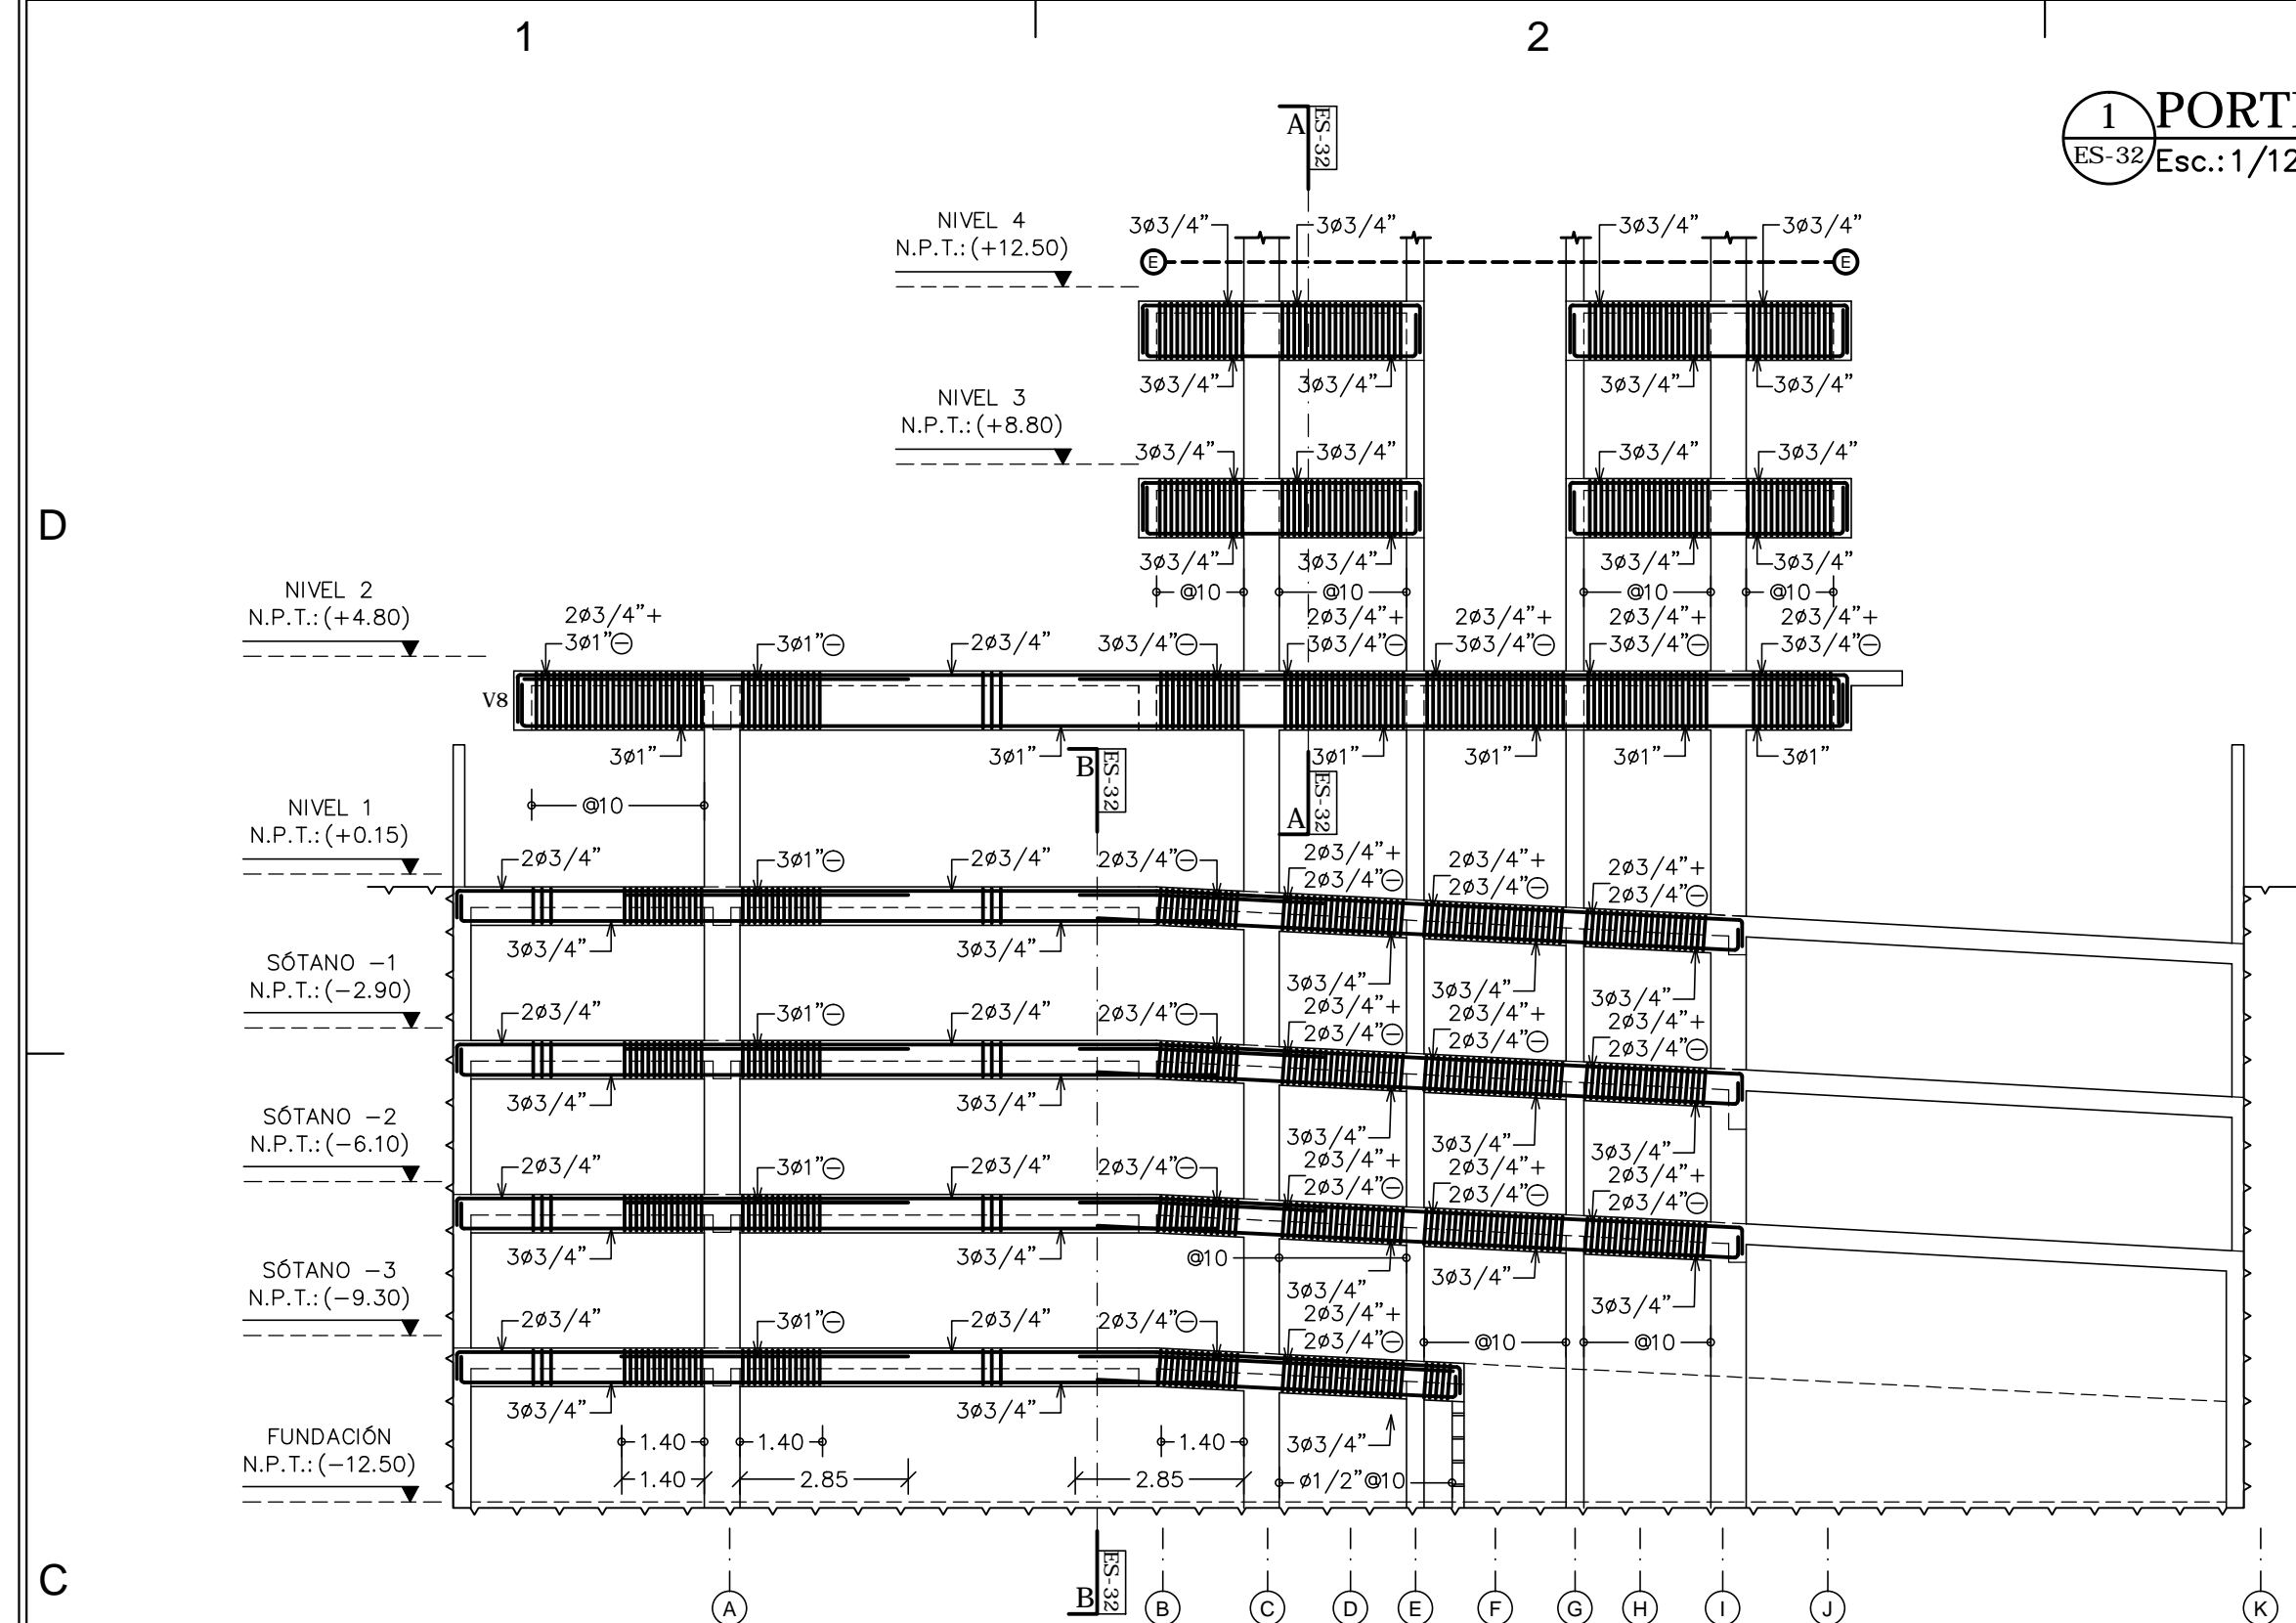 1
2
1
PORT
ES-32
Esc.: 1/12
A
ES-32
NIVEL 4
N.P.T.:(+12.50)
3ø3/4"
3ø3/4"
3ø3/4"
3ø3/4"
E
E
3ø3/4"
3ø3/4"
3ø3/4"
3ø3/4"
NIVEL 3
N.P.T.:(+8.80)
3ø3/4"
3ø3/4"
3ø3/4"
3ø3/4"
D
3ø3/4"
3ø3/4"
3ø3/4"
3ø3/4"
@10
@10
@10
@10
NIVEL 2
N.P.T.:(+4.80)
2ø3/4"+
3ø1"⊖
3ø1"⊖
2ø3/4"
3ø3/4"⊖
2ø3/4"+
3ø3/4"⊖
2ø3/4"+
3ø3/4"⊖
2ø3/4"+
3ø3/4"⊖
2ø3/4"+
3ø3/4"⊖
V8
3ø1"
3ø1"
3ø1"
3ø1"
3ø1"
3ø1"
B
ES-32
A
ES-32
@10
NIVEL 1
N.P.T.:(+0.15)
2ø3/4"
3ø1"⊖
2ø3/4"
2ø3/4"⊖
2ø3/4"+
2ø3/4"⊖
2ø3/4"+
2ø3/4"⊖
2ø3/4"+
2ø3/4"⊖
3ø3/4"
3ø3/4"
3ø3/4"
3ø3/4"
3ø3/4"
SÓTANO -1
N.P.T.:(-2.90)
2ø3/4"
3ø1"⊖
2ø3/4"
2ø3/4"⊖
2ø3/4"+
2ø3/4"⊖
2ø3/4"+
2ø3/4"⊖
2ø3/4"+
2ø3/4"⊖
3ø3/4"
3ø3/4"
3ø3/4"
3ø3/4"
3ø3/4"
SÓTANO -2
N.P.T.:(-6.10)
2ø3/4"
3ø1"⊖
2ø3/4"
2ø3/4"⊖
2ø3/4"+
2ø3/4"⊖
2ø3/4"+
2ø3/4"⊖
2ø3/4"+
2ø3/4"⊖
3ø3/4"
3ø3/4"
@10
3ø3/4"
3ø3/4"
3ø3/4"
SÓTANO -3
N.P.T.:(-9.30)
2ø3/4"
3ø1"⊖
2ø3/4"
2ø3/4"⊖
2ø3/4"+
2ø3/4"⊖
@10
@10
3ø3/4"
3ø3/4"
3ø3/4"
FUNDACIÓN
N.P.T.:(-12.50)
1.40
1.40
1.40
1.40
2.85
2.85
ø1/2"@10
C
B
ES-32
A
B
C
D
E
F
G
H
I
J
K